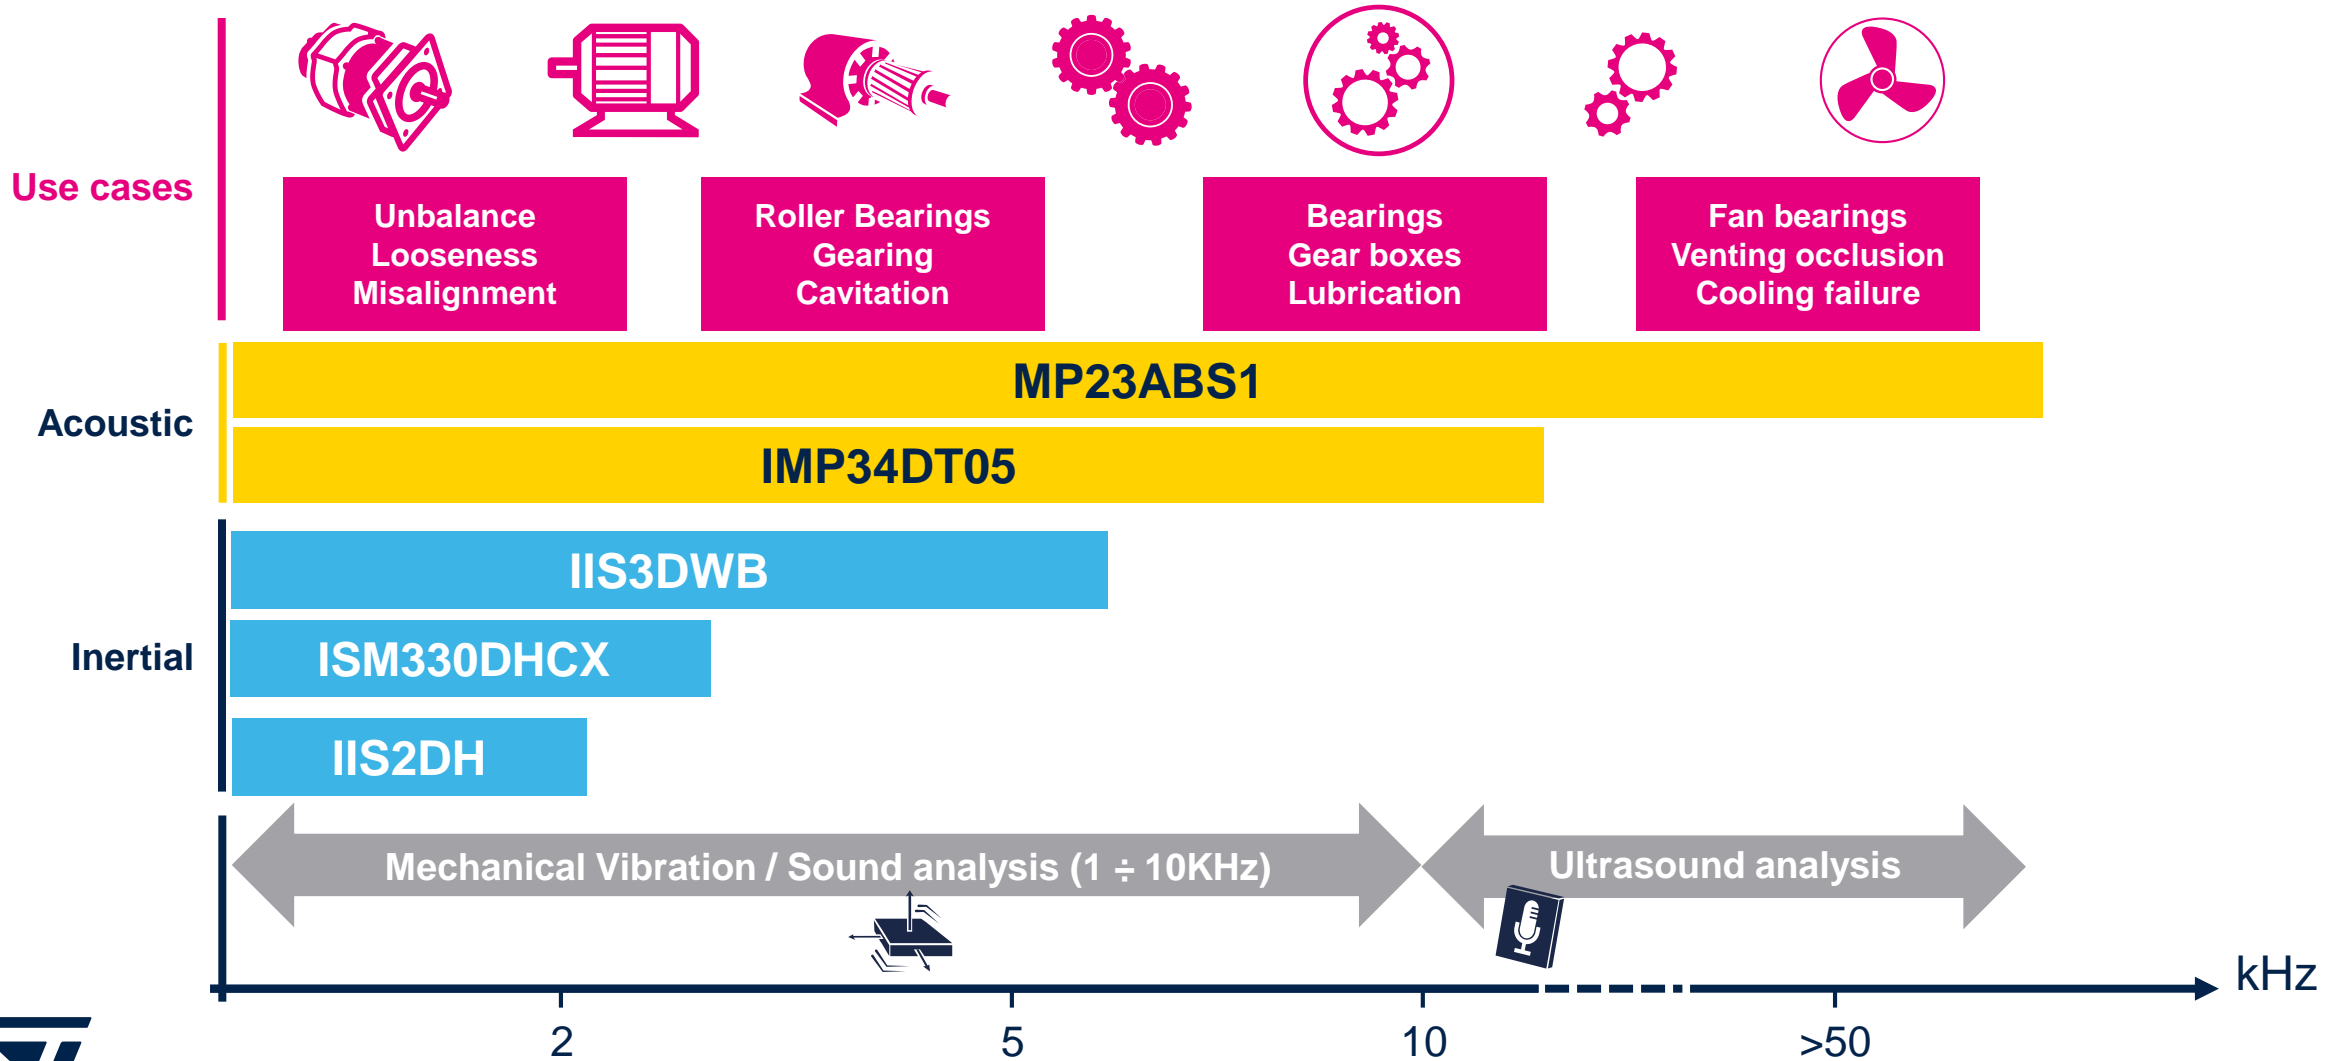 Use cases
Unbalance
Looseness
Misalignment
Roller Bearings
Gearing
Cavitation
Bearings
Gear boxes
Lubrication
Fan bearings
Venting occlusion
Cooling failure
Acoustic
MP23ABS1
IMP34DT05
Inertial
IIS3DWB
ISM330DHCX
IIS2DH
Mechanical Vibration / Sound analysis (1 ÷ 10KHz)
Ultrasound analysis
kHz
2
5
10
>50